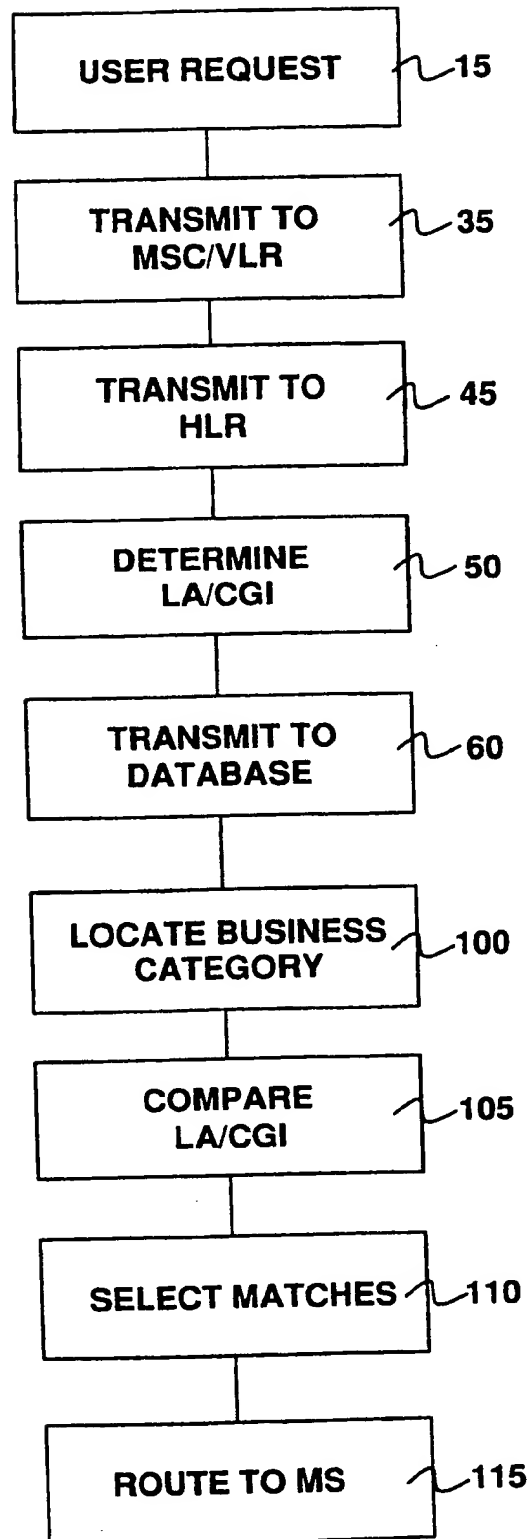 USER REQUEST
15
TRANSMIT TO
MSC/VLR
35
TRANSMIT TO
HLR
45
DETERMINE
LA/CGI
50
TRANSMIT TO
DATABASE
60
LOCATE BUSINESS
CATEGORY
100
COMPARE
LA/CGI
105
SELECT MATCHES
110
ROUTE TO MS
115